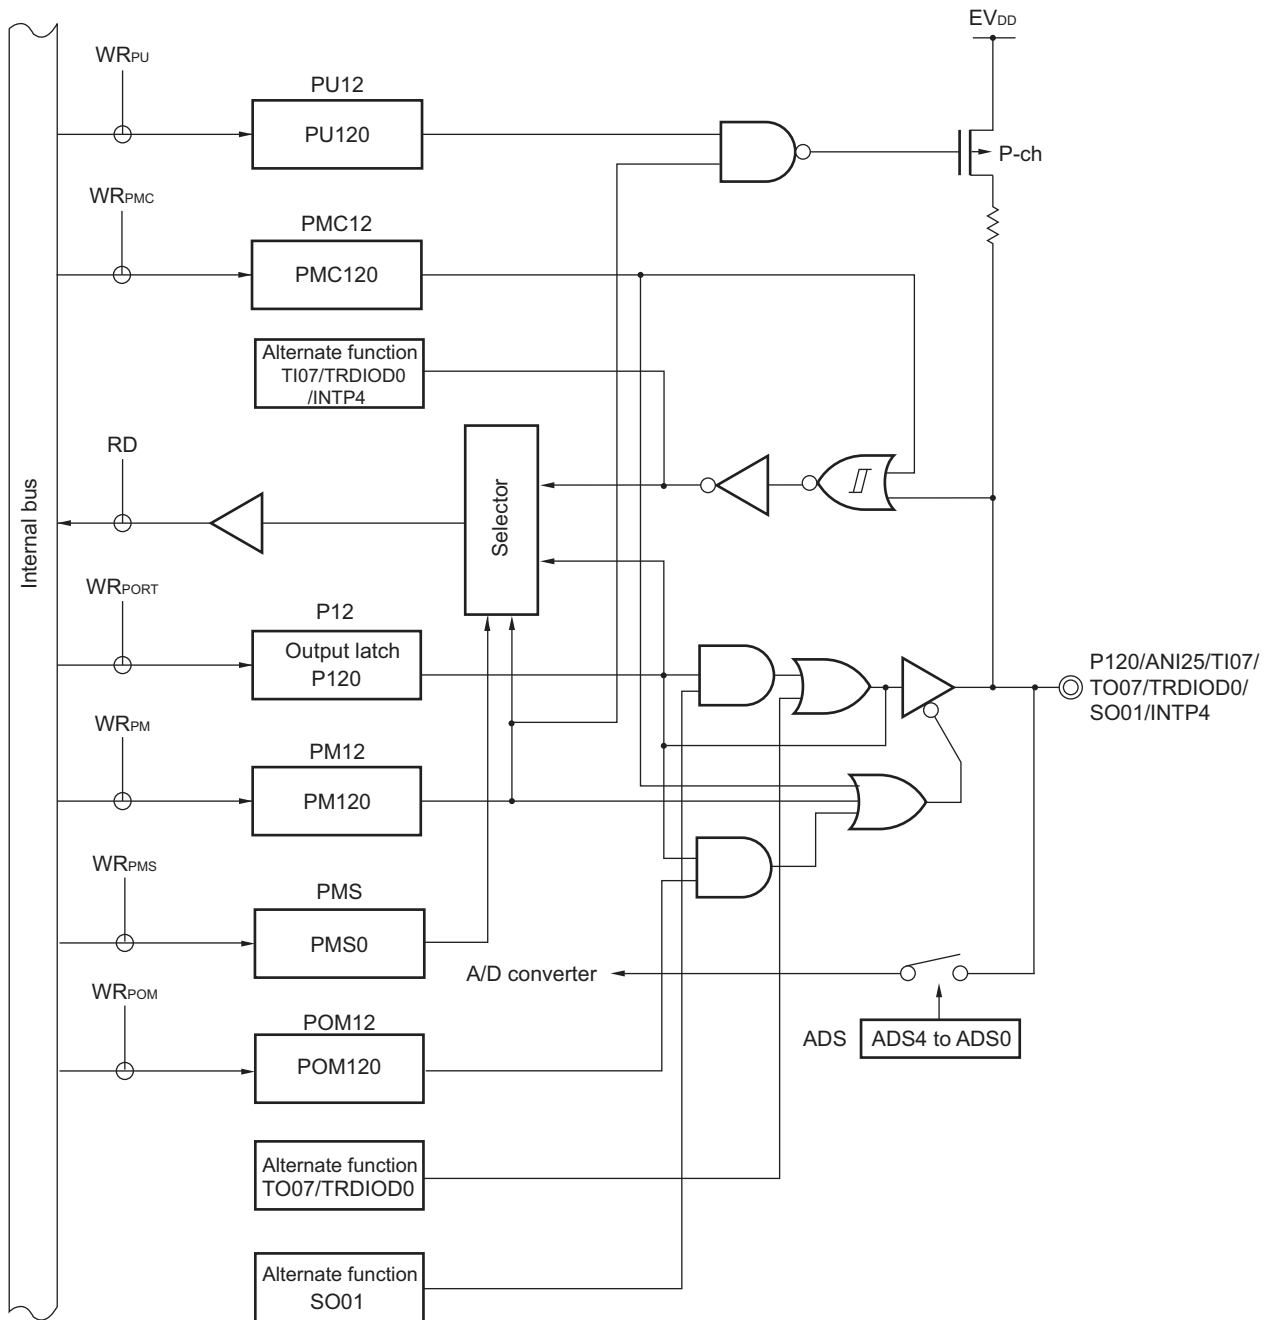 EVDD
WRPU
PU12
PU120
P-ch
WRPMC
PMC12
PMC120
Alternate function
TI07/TRDIOD0
/INTP4
RD
Selector
Internal bus
WRPORT
P12
Output latch
P120
P120/ANI25/TI07/
TO07/TRDIOD0/
SO01/INTP4
WRPM
PM12
PM120
WRPMS
PMS
PMS0
A/D converter
WRPOM
POM12
POM120
ADS
ADS4 to ADS0
Alternate function
TO07/TRDIOD0
Alternate function
SO01